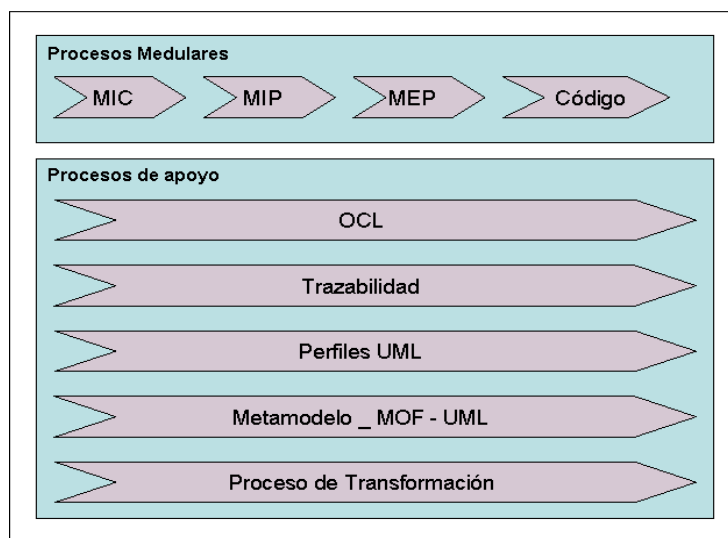 Procesos Medulares
MIC
MIP
MEP
Código
Procesos de apoyo
OCL
Trazabilidad
Perfiles UML
Metamodelo _ MOF - UML
Proceso de Transformación